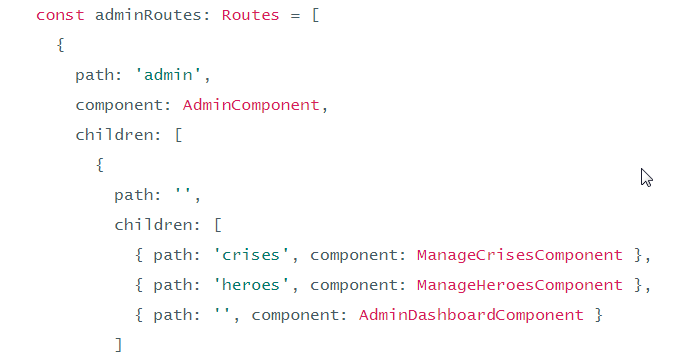 const adminRoutes: Routes = [
  {
    path: 'admin',
    component: AdminComponent,
    children: [
      {
        path: '',
        children: [
          { path: 'crises', component: ManageCrisesComponent },
          { path: 'heroes', component: ManageHeroesComponent },
          { path: '', component: AdminDashboardComponent }
        ]